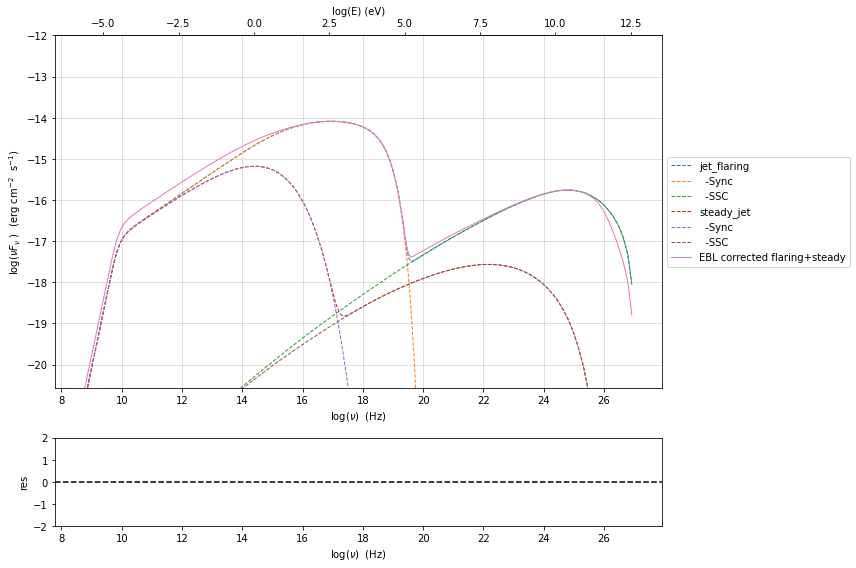 log(E) (eV)
−5.0 −2.5 0.0 2.5 5.0 7.5 10.0 12.5
log(νF_ν ) (erg cm⁻² s⁻¹)
−12
−13
−14
−15
−16
−17
−18
−19
−20
8 10 12 14 16 18 20 22 24 26
log(ν) (Hz)
jet_flaring
-Sync
-SSC
steady_jet
-Sync
-SSC
EBL corrected flaring+steady
res
2
1
0
−1
−2
8 10 12 14 16 18 20 22 24 26
log(ν) (Hz)